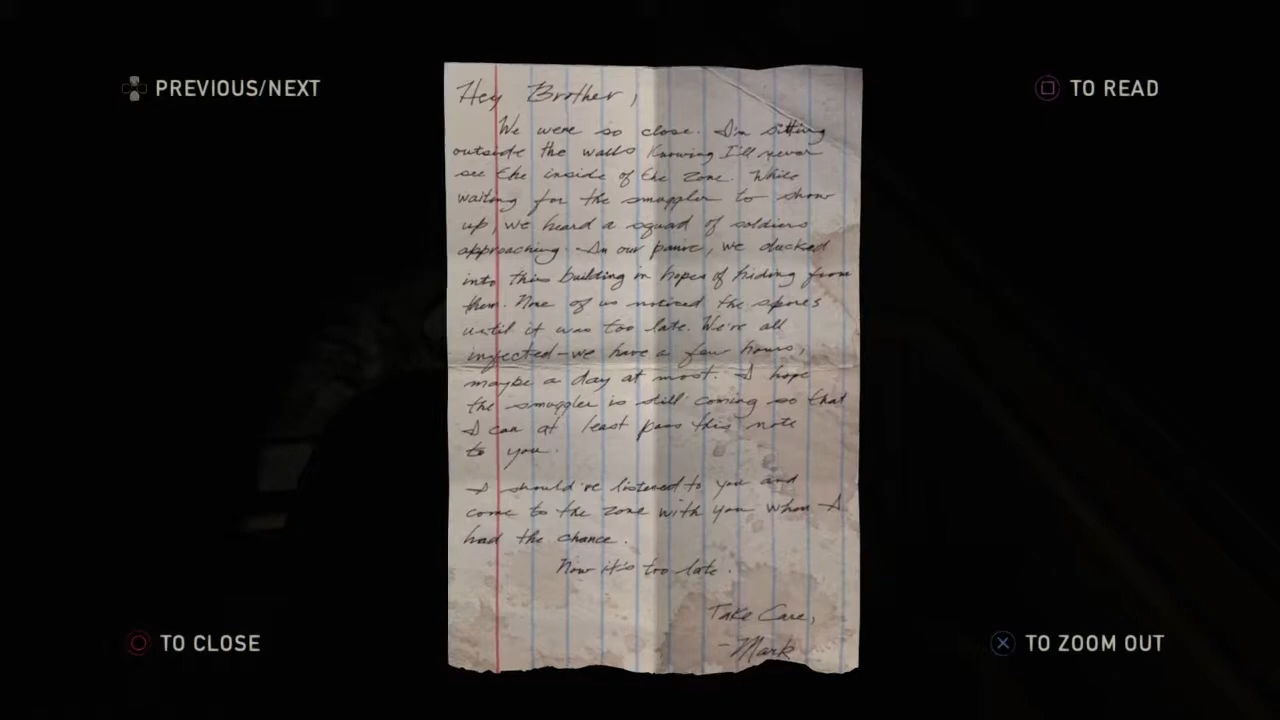 PREVIOUS/NEXT
TO READ
Hey Brother,
We were so close. I'm sitting
outside the walls knowing I'll never
see the inside of the zone. While
waiting for the smuggler to show
up, we heard a squad of soldiers
approaching. In our panic, we ducked
into this building in hopes of hiding from
them. None of us noticed the spores
until it was too late. We're all
infected-we have a few hours,
maybe a day at most. I hope
the smuggler is still coming so that
I can at least pass this note
to you.
I should've listened to you and
come to the zone with you when I
had the chance.
Now it's too late.
Take Care,
-Mark
TO CLOSE
TO ZOOM OUT